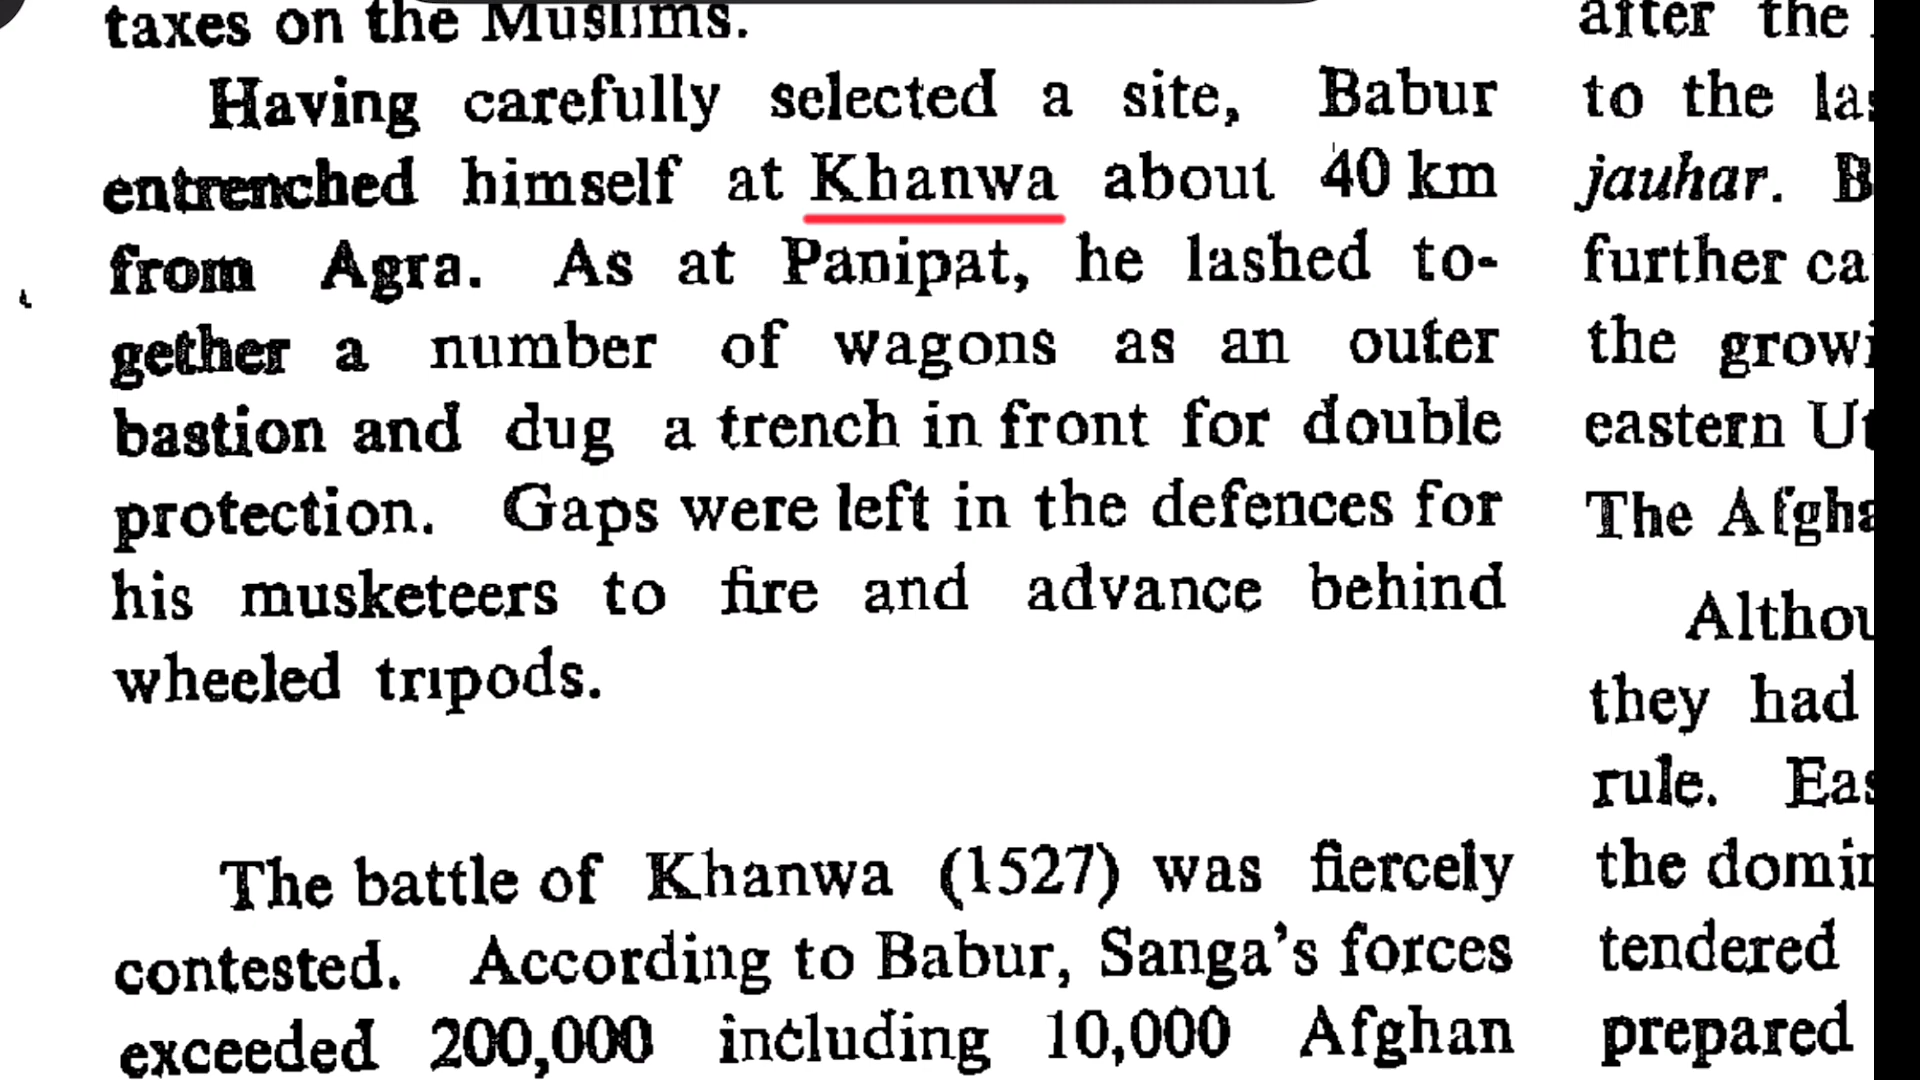 taxes on the Muslims.
Having carefully selected a site, Babur
entrenched himself at Khanwa about 40 km
from Agra. As at Panipat, he lashed to-
gether a number of wagons as an outer
bastion and dug a trench in front for double
protection. Gaps were left in the defences for
his musketeers to fire and advance behind
wheeled tripods.
The battle of Khanwa (1527) was fiercely
contested. According to Babur, Sanga's forces
exceeded 200,000 including 10,000 Afghan
after the
to the
jauhar.
further
the
eastern
The
they had
rule.
the
tendered
prepared